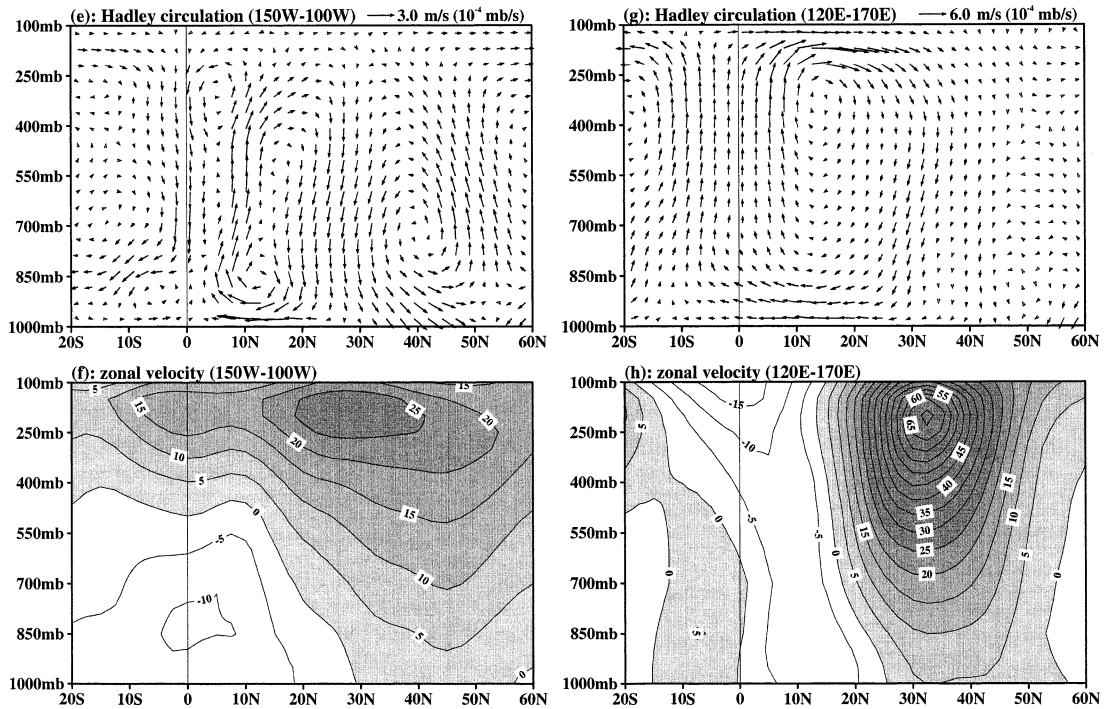 (e): Hadley circulation (150W-100W) 3.0 m/s (10⁻⁴ mb/s)
100mb
250mb
400mb
550mb
700mb
850mb
1000mb
20S 10S 0 10N 20N 30N 40N 50N 60N
(g): Hadley circulation (120E-170E) 6.0 m/s (10⁻⁴ mb/s)
100mb
250mb
400mb
550mb
700mb
850mb
1000mb
20S 10S 0 10N 20N 30N 40N 50N 60N
(f): zonal velocity (150W-100W)
100mb
250mb
400mb
550mb
700mb
850mb
1000mb
5 15
15 25
20 20
10
5
0 15
-5
10
-10
5
0
20S 10S 0 10N 20N 30N 40N 50N 60N
(h): zonal velocity (120E-170E)
100mb
250mb
400mb
550mb
700mb
850mb
1000mb
-15 60 55
5 65
-10 45
40 15
0 -5 35 10
-5 15 30
0 25 5
0 5 20 0
-5
20S 10S 0 10N 20N 30N 40N 50N 60N